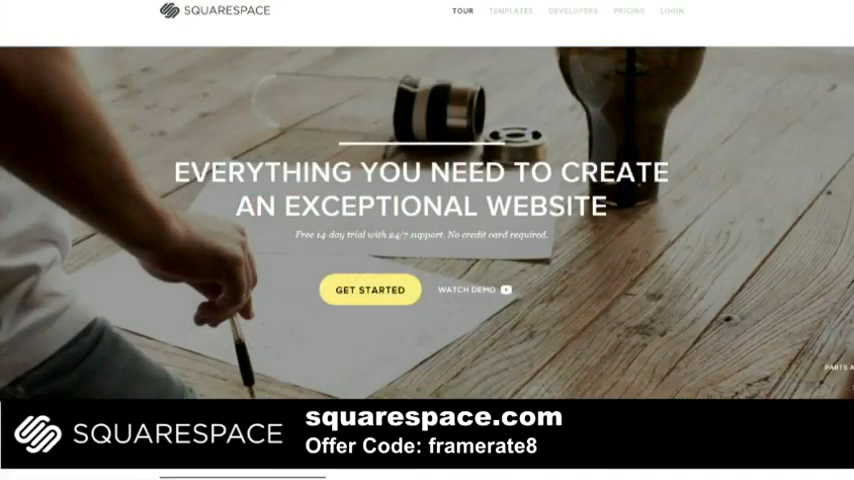 SQUARESPACE
TOUR TEMPLATES DEVELOPERS PRICING LOGIN
EVERYTHING YOU NEED TO CREATE
AN EXCEPTIONAL WEBSITE
Free 14-day trial with 24/7 support. No credit card required.
GET STARTED WATCH DEMO
PARTS A
SQUARESPACE
squarespace.com
Offer Code: framerate8